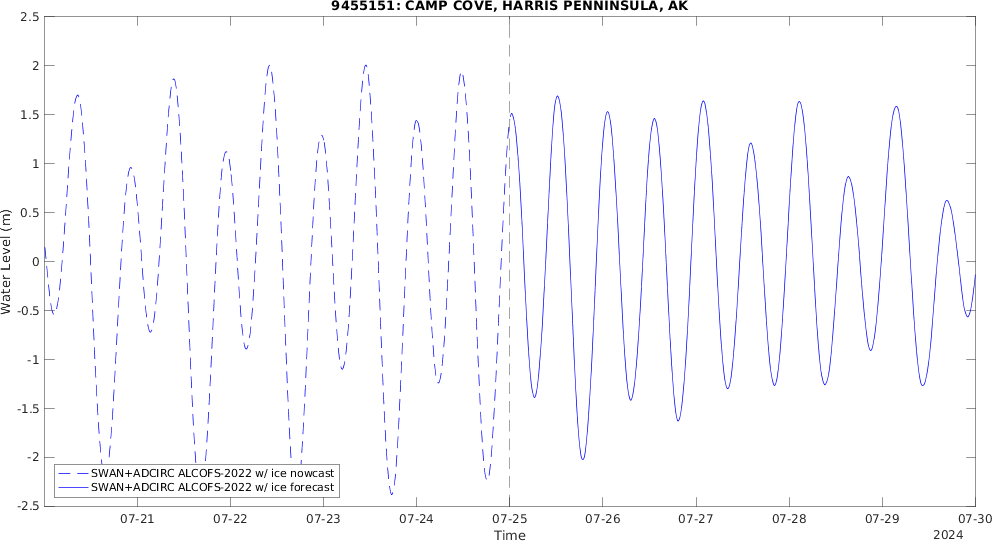 9455151: CAMP COVE, HARRIS PENNINSULA, AK
2.5
2
1.5
1
0.5
0
-0.5
-1
-1.5
-2
-2.5
Water Level (m)
SWAN+ADCIRC ALCOFS-2022 w/ ice nowcast
SWAN+ADCIRC ALCOFS-2022 w/ ice forecast
07-21 07-22 07-23 07-24 07-25 07-26 07-27 07-28 07-29 07-30
Time
2024